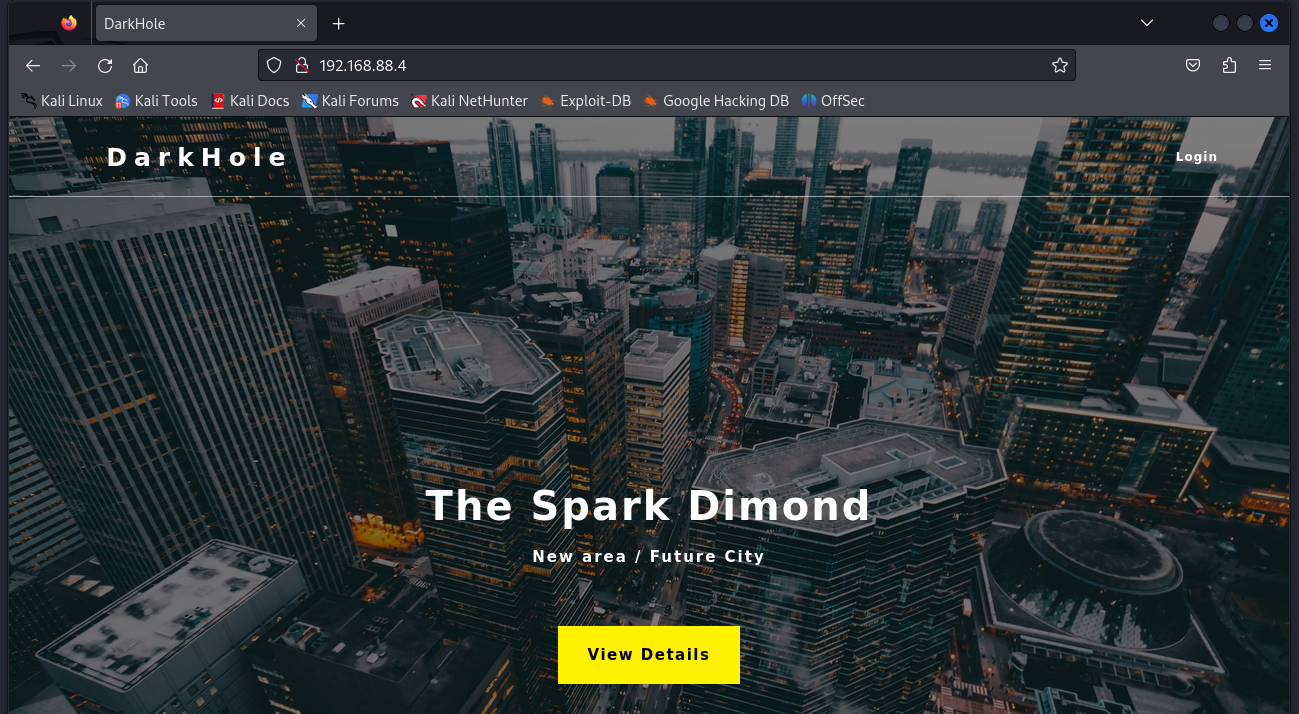 DarkHole
192.168.88.4
Kali Linux Kali Tools Kali Docs Kali Forums Kali NetHunter Exploit-DB Google Hacking DB OffSec
DarkHole Login
The Spark Dimond
New area / Future City
View Details